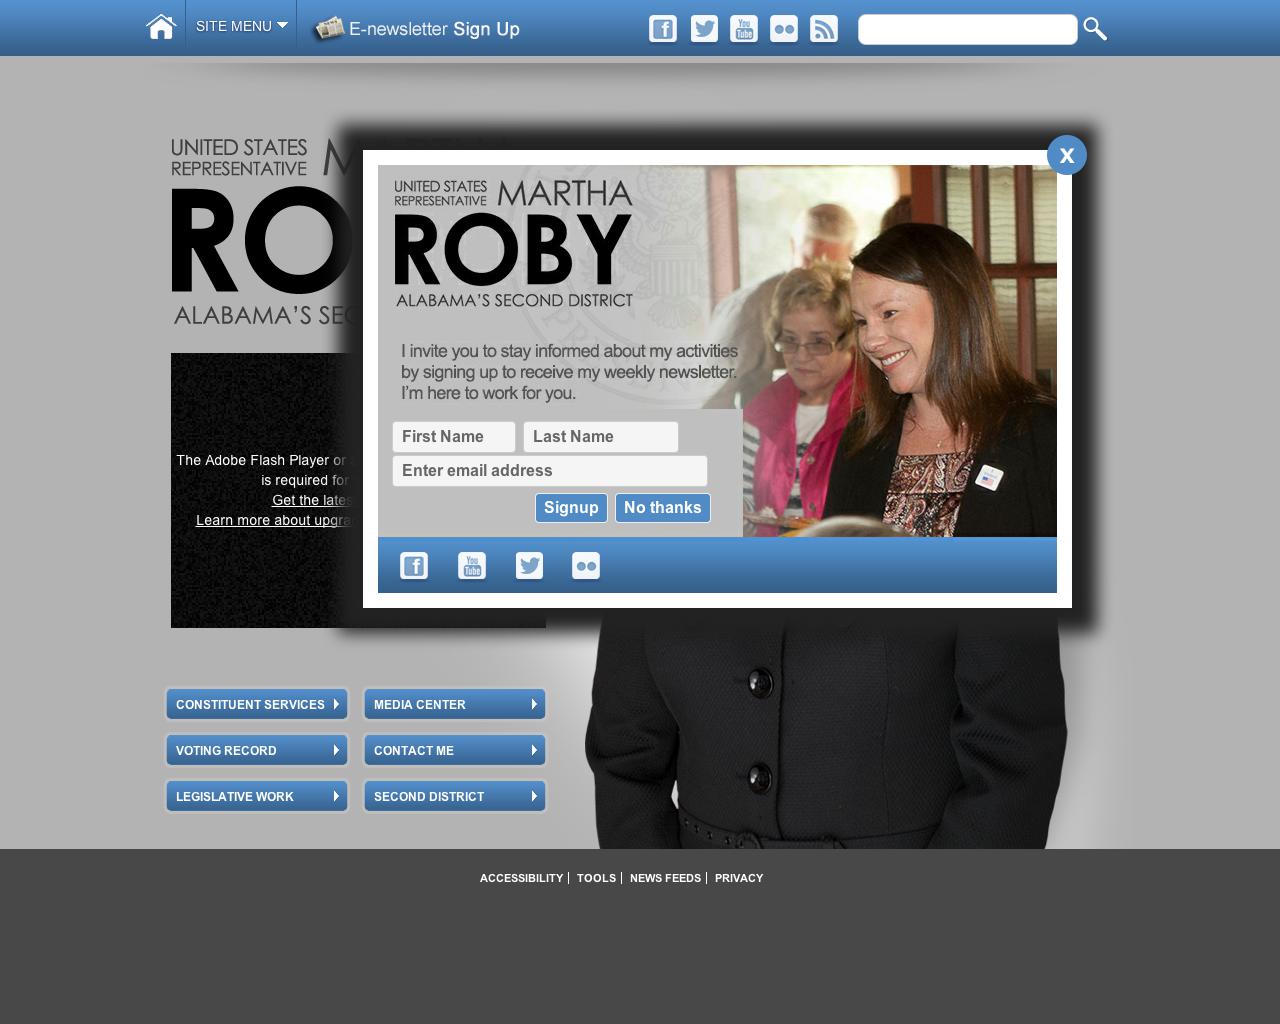 SITE MENU
E-newsletter Sign Up
You
Tube
UNITED STATES
REPRESENTATIVE
RO
ALABAMA'S SEC
The Adobe Flash Player or
is required for
Get the lates
Learn more about upgra
x
UNITED STATES
REPRESENTATIVE
MARTHA
ROBY
ALABAMA'S SECOND DISTRICT
I invite you to stay informed about my activities
by signing up to receive my weekly newsletter.
I'm here to work for you.
First Name
Last Name
Enter email address
Signup
No thanks
You
Tube
CONSTITUENT SERVICES
MEDIA CENTER
VOTING RECORD
CONTACT ME
LEGISLATIVE WORK
SECOND DISTRICT
ACCESSIBILITY | TOOLS | NEWS FEEDS | PRIVACY